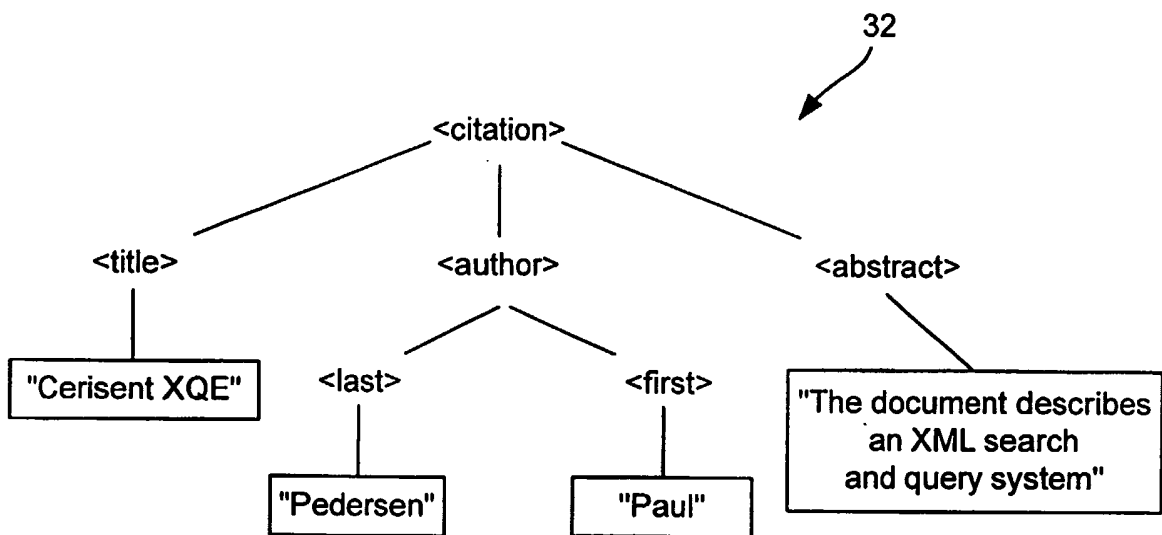 32
<citation>
<title>
<author>
<abstract>
"Cerisent XQE"
<last>
<first>
"The document describes
an XML search
and query system"
"Pedersen"
"Paul"